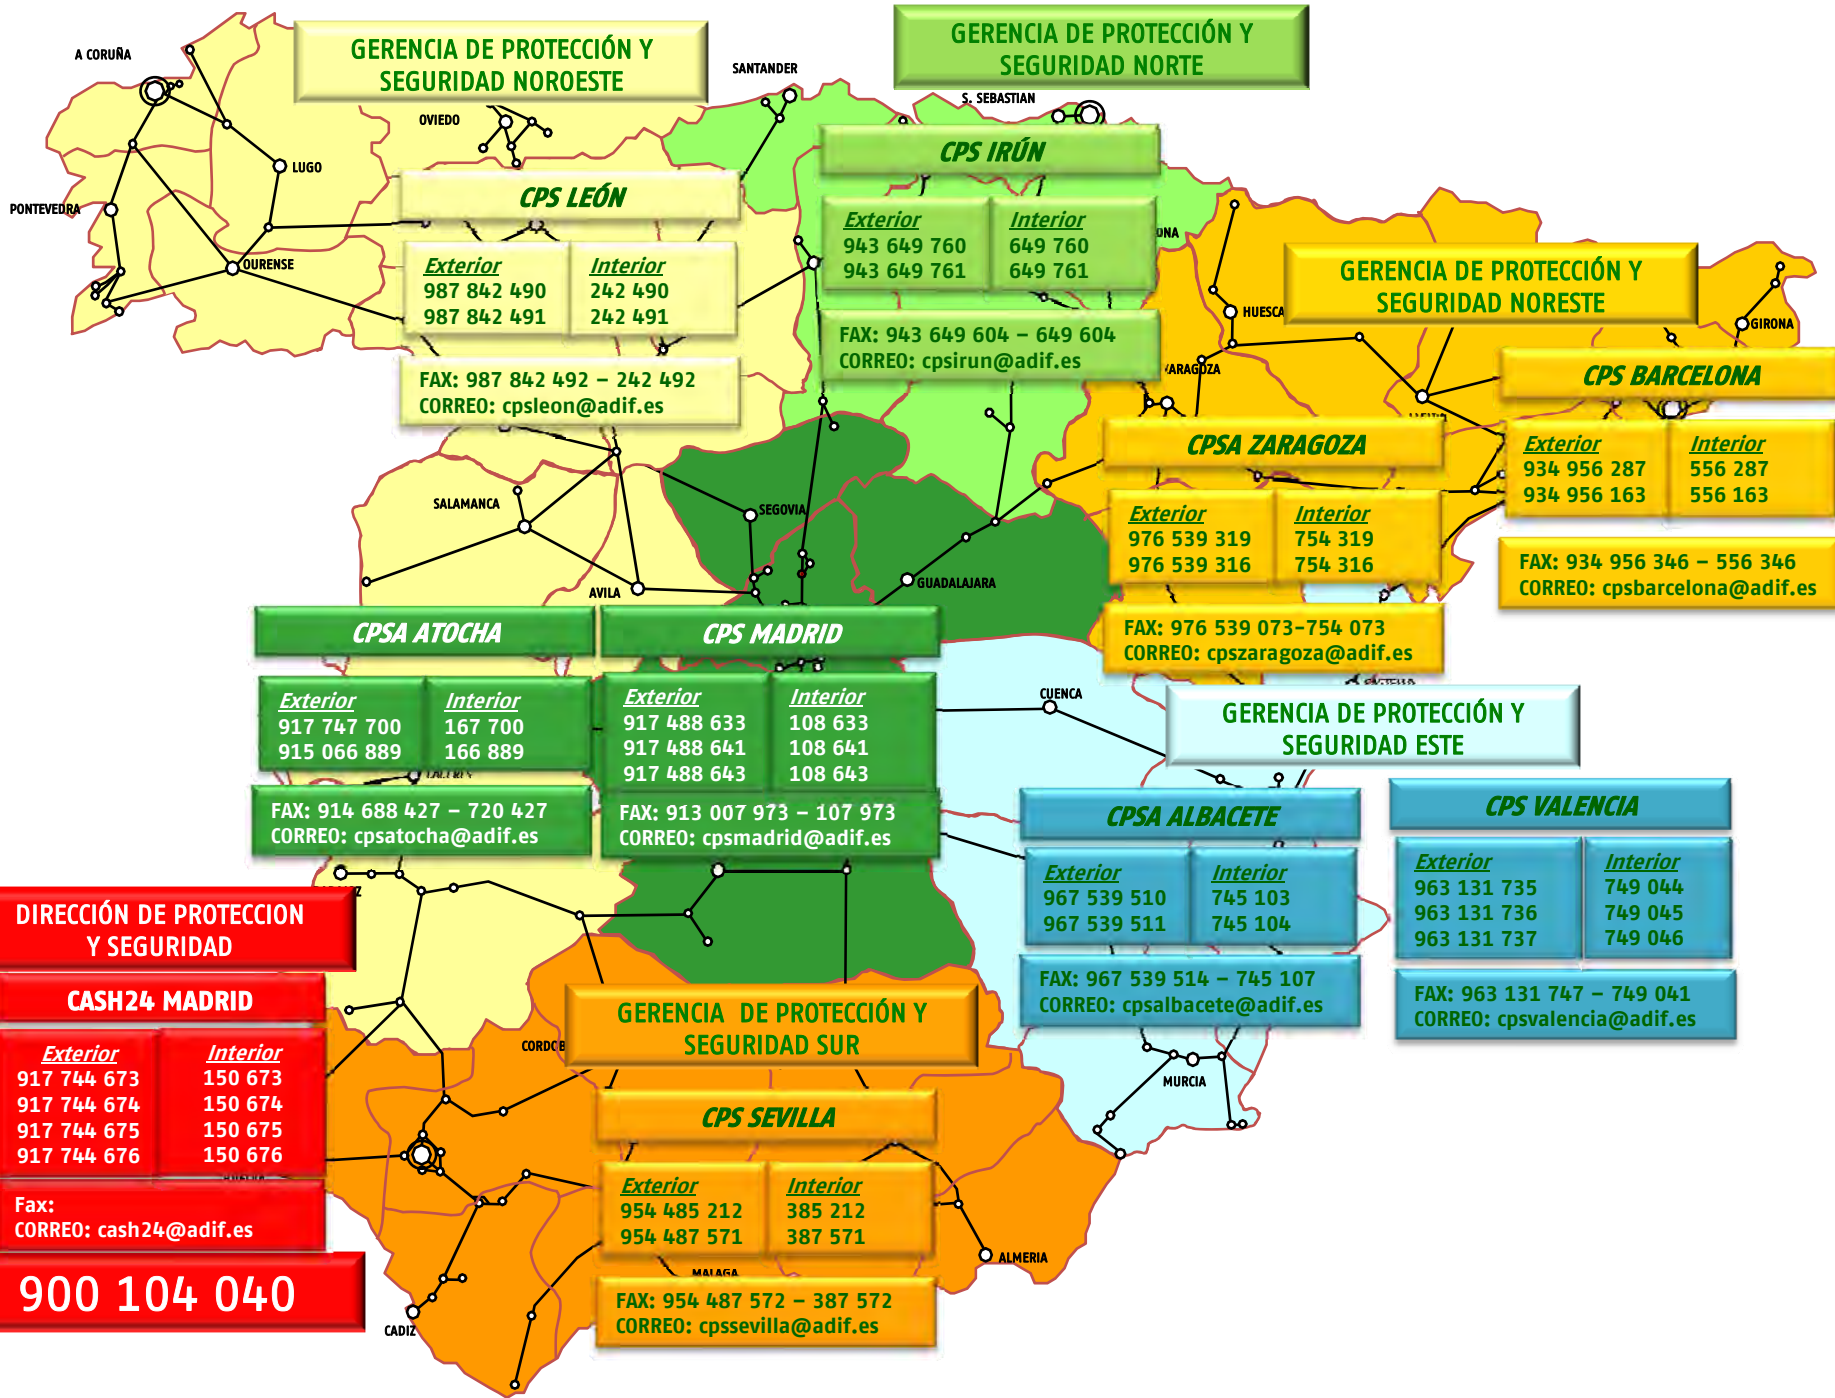 GERENCIA DE PROTECCIÓN Y
SEGURIDAD NOROESTE
GERENCIA DE PROTECCIÓN Y
SEGURIDAD NORTE
A CORUÑA
SANTANDER
S. SEBASTIAN
OVIEDO
LUGO
PONTEVEDRA
OURENSE
CPS LEÓN
Exterior
987 842 490
987 842 491
Interior
242 490
242 491
FAX: 987 842 492 – 242 492
CORREO: cpsleon@adif.es
CPS IRÚN
Exterior
943 649 760
943 649 761
Interior
649 760
649 761
FAX: 943 649 604 – 649 604
CORREO: cpsirun@adif.es
GERENCIA DE PROTECCIÓN Y
SEGURIDAD NORESTE
HUESCA
GIRONA
ARAGOZA
CPS BARCELONA
Exterior
934 956 287
934 956 163
Interior
556 287
556 163
FAX: 934 956 346 – 556 346
CORREO: cpsbarcelona@adif.es
CPSA ZARAGOZA
Exterior
976 539 319
976 539 316
Interior
754 319
754 316
FAX: 976 539 073-754 073
CORREO: cpszaragoza@adif.es
SALAMANCA
SEGOVIA
AVILA
GUADALAJARA
CPSA ATOCHA
Exterior
917 747 700
915 066 889
Interior
167 700
166 889
FAX: 914 688 427 – 720 427
CORREO: cpsatocha@adif.es
CPS MADRID
Exterior
917 488 633
917 488 641
917 488 643
Interior
108 633
108 641
108 643
FAX: 913 007 973 – 107 973
CORREO: cpsmadrid@adif.es
CUENCA
GERENCIA DE PROTECCIÓN Y
SEGURIDAD ESTE
CPSA ALBACETE
Exterior
967 539 510
967 539 511
Interior
745 103
745 104
FAX: 967 539 514 – 745 107
CORREO: cpsalbacete@adif.es
CPS VALENCIA
Exterior
963 131 735
963 131 736
963 131 737
Interior
749 044
749 045
749 046
FAX: 963 131 747 – 749 041
CORREO: cpsvalencia@adif.es
MURCIA
DIRECCIÓN DE PROTECCION
Y SEGURIDAD
CASH24 MADRID
Exterior
917 744 673
917 744 674
917 744 675
917 744 676
Interior
150 673
150 674
150 675
150 676
Fax:
CORREO: cash24@adif.es
900 104 040
GERENCIA DE PROTECCIÓN Y
SEGURIDAD SUR
CORDOB
CPS SEVILLA
Exterior
954 485 212
954 487 571
Interior
385 212
387 571
FAX: 954 487 572 – 387 572
CORREO: cpssevilla@adif.es
MALAGA
ALMERIA
CADIZ